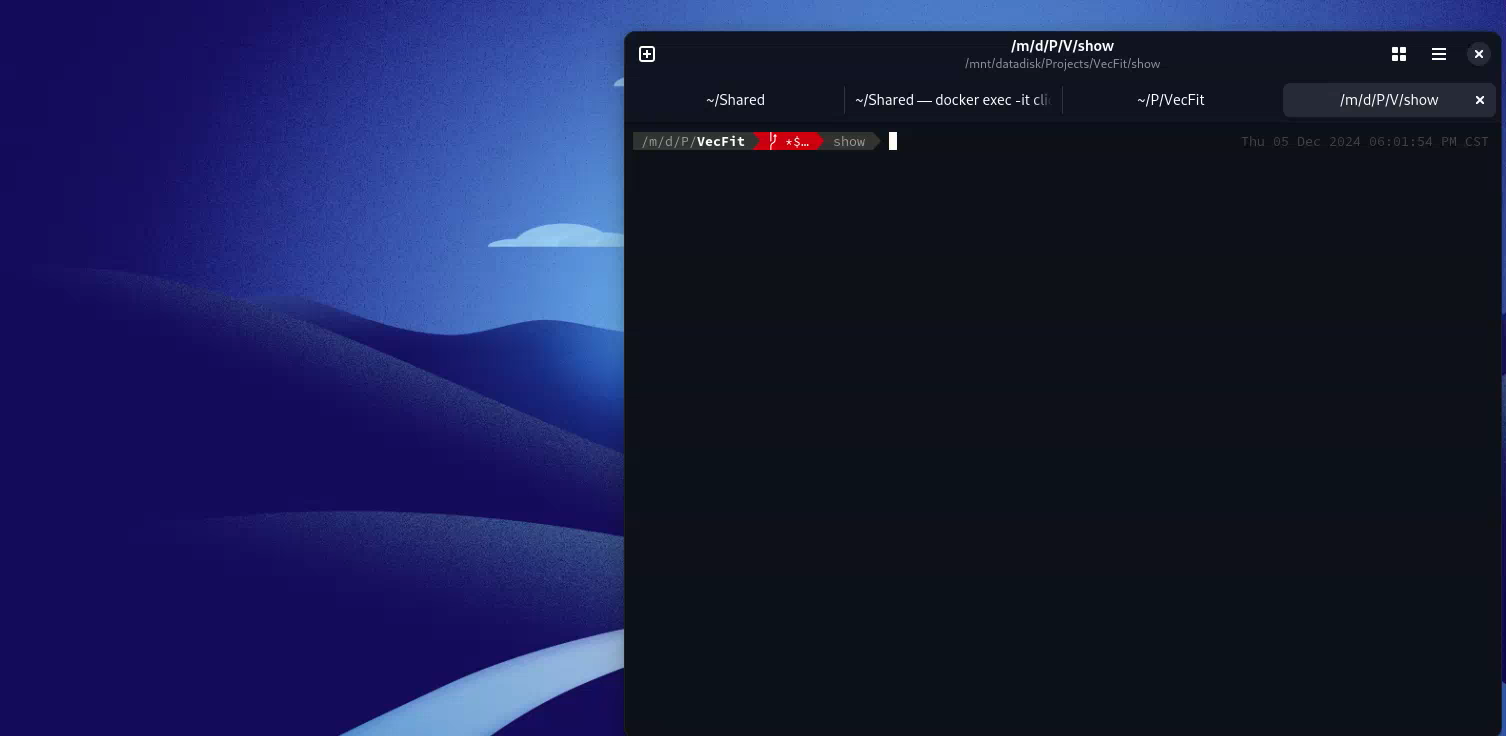 /m/d/P/V/show
/mnt/datadisk/Projects/VecFit/show
~/Shared ~/Shared — docker exec -it cli ~/P/VecFit /m/d/P/V/show
/m/d/P/VecFit *$… show Thu 05 Dec 2024 06:01:54 PM CST